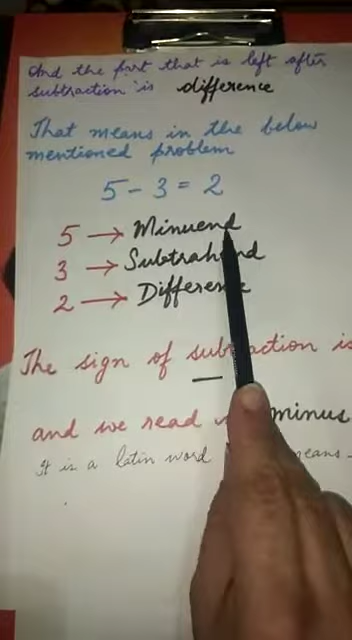 And the part that is left after
subtraction is difference
That means in the below
mentioned problem
5 - 3 = 2
5 → Minuend
3 → Subtrahend
2 → Difference
The sign of subtraction is
—
and we read minus
It is a latin word means -